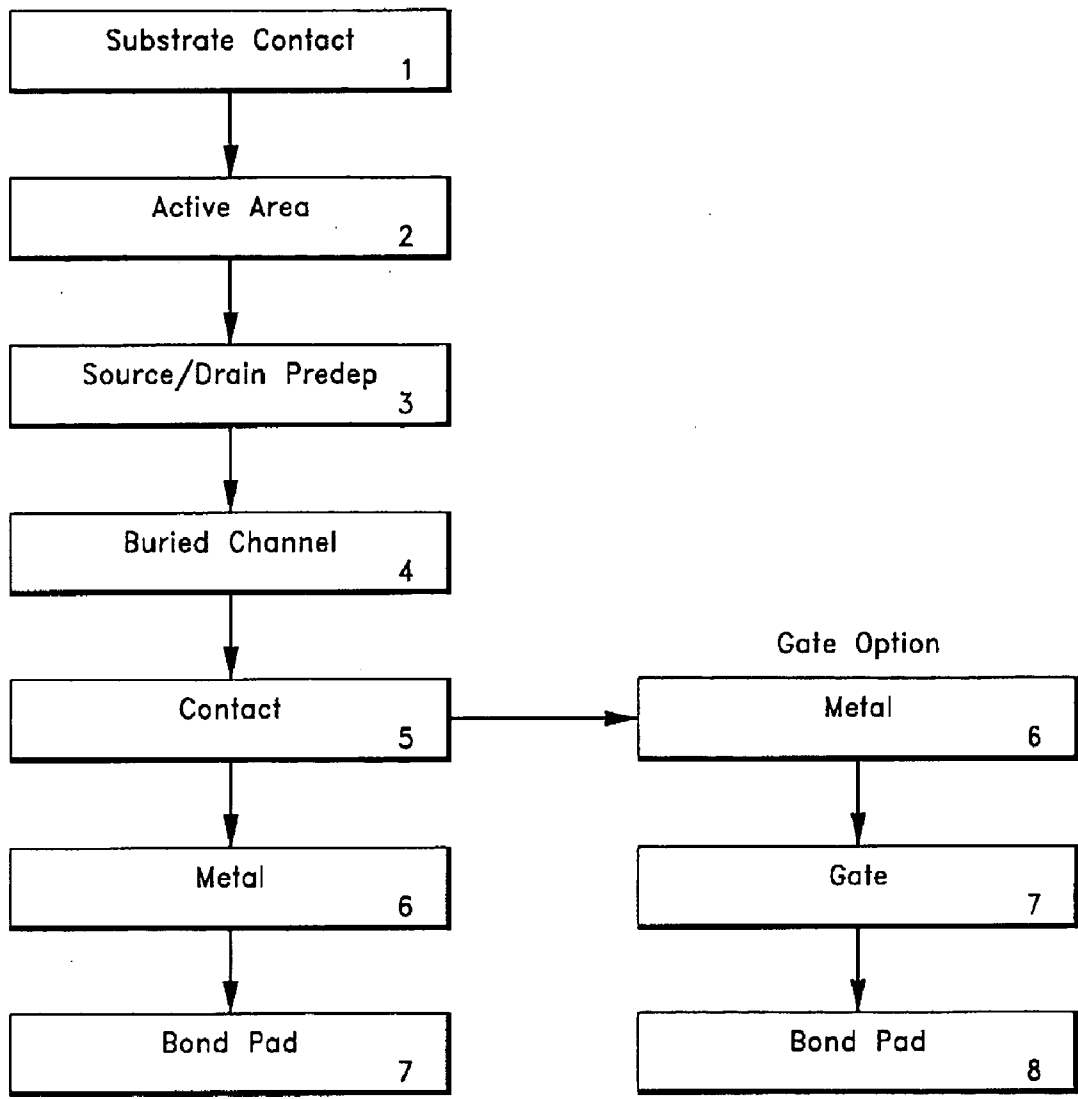 Substrate Contact
1
Active Area
2
Source/Drain Predep
3
Buried Channel
4
Contact
5
Metal
6
Bond Pad
7
Gate Option
Metal
6
Gate
7
Bond Pad
8